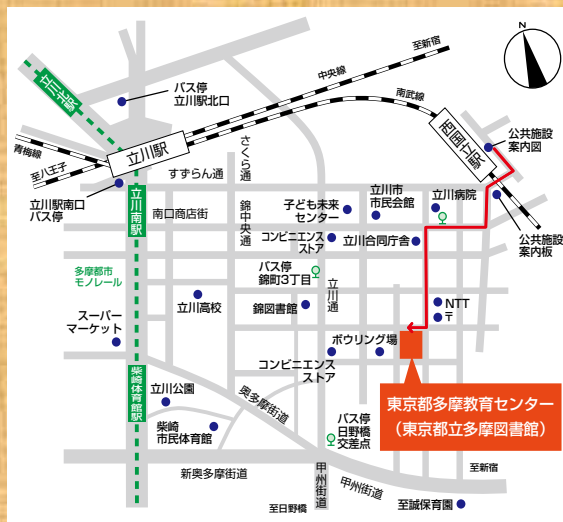 N
至新宿
中央線
南武線
バス停
立川駅北口
立川北駅
立川駅
西国立駅
公共施設
案内図
青梅線
至八王子
立川駅南口
バス停
すずらん通
さくら通
立川南駅
南口商店街
錦中央通
子ども未来
センター
立川市
市民会館
立川病院
公共施設
案内板
コンビニエンス
ストア
立川合同庁舎
多摩都市
モノレール
バス停
錦町3丁目
立川通
立川高校
錦図書館
NTT
〒
スーパー
マーケット
ボウリング場
コンビニエンス
ストア
柴崎体育館駅
立川公園
奥多摩街道
東京都多摩教育センター
(東京都立多摩図書館)
柴崎
市民体育館
バス停
日野橋
交差点
新奥多摩街道
甲州街道
甲州街道
至新宿
至日野橋
至誠保育園